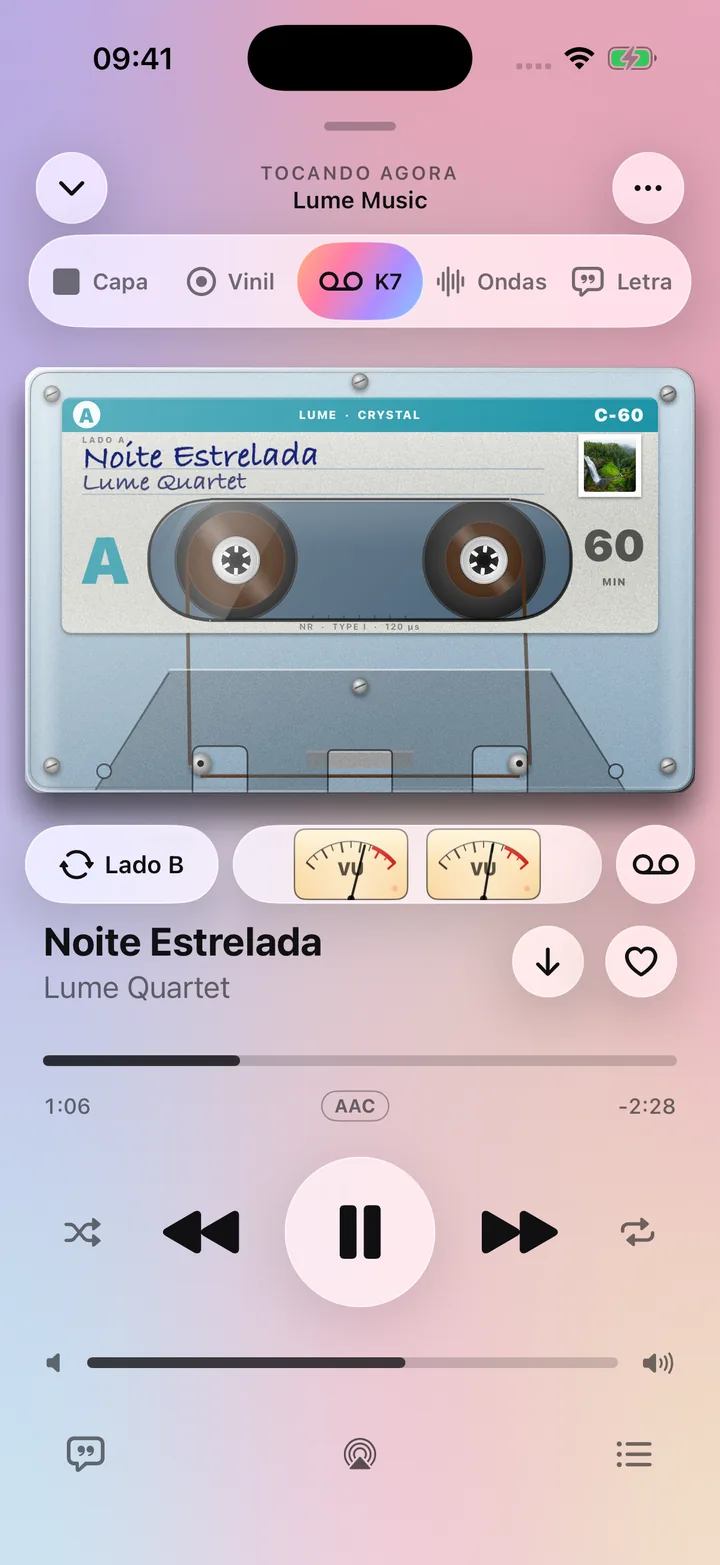 09:41
TOCANDO AGORA
Lume Music
Capa Vinil K7 Ondas Letra
A LUME · CRYSTAL C-60
LADO A
Noite Estrelada
Lume Quartet
A 60
MIN
NR · TYPE I · 120 µs
Lado B VU VU
Noite Estrelada
Lume Quartet
1:06 AAC -2:28